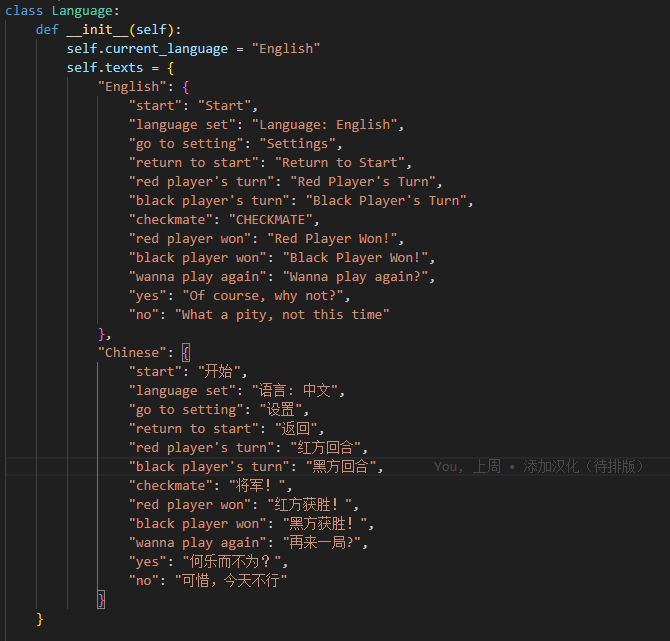 class Language:
    def __init__(self):
        self.current_language = "English"
        self.texts = {
            "English": {
                "start": "Start",
                "language set": "Language: English",
                "go to setting": "Settings",
                "return to start": "Return to Start",
                "red player's turn": "Red Player's Turn",
                "black player's turn": "Black Player's Turn",
                "checkmate": "CHECKMATE",
                "red player won": "Red Player Won!",
                "black player won": "Black Player Won!",
                "wanna play again": "Wanna play again?",
                "yes": "Of course, why not?",
                "no": "What a pity, not this time"
            },
            "Chinese": {
                "start": "开始",
                "language set": "语言: 中文",
                "go to setting": "设置",
                "return to start": "返回",
                "red player's turn": "红方回合",
                "black player's turn": "黑方回合", You, 上周 • 添加汉化（待排版）
                "checkmate": "将军！",
                "red player won": "红方获胜！",
                "black player won": "黑方获胜！",
                "wanna play again": "再来一局?",
                "yes": "何乐而不为？",
                "no": "可惜，今天不行"
            }
        }